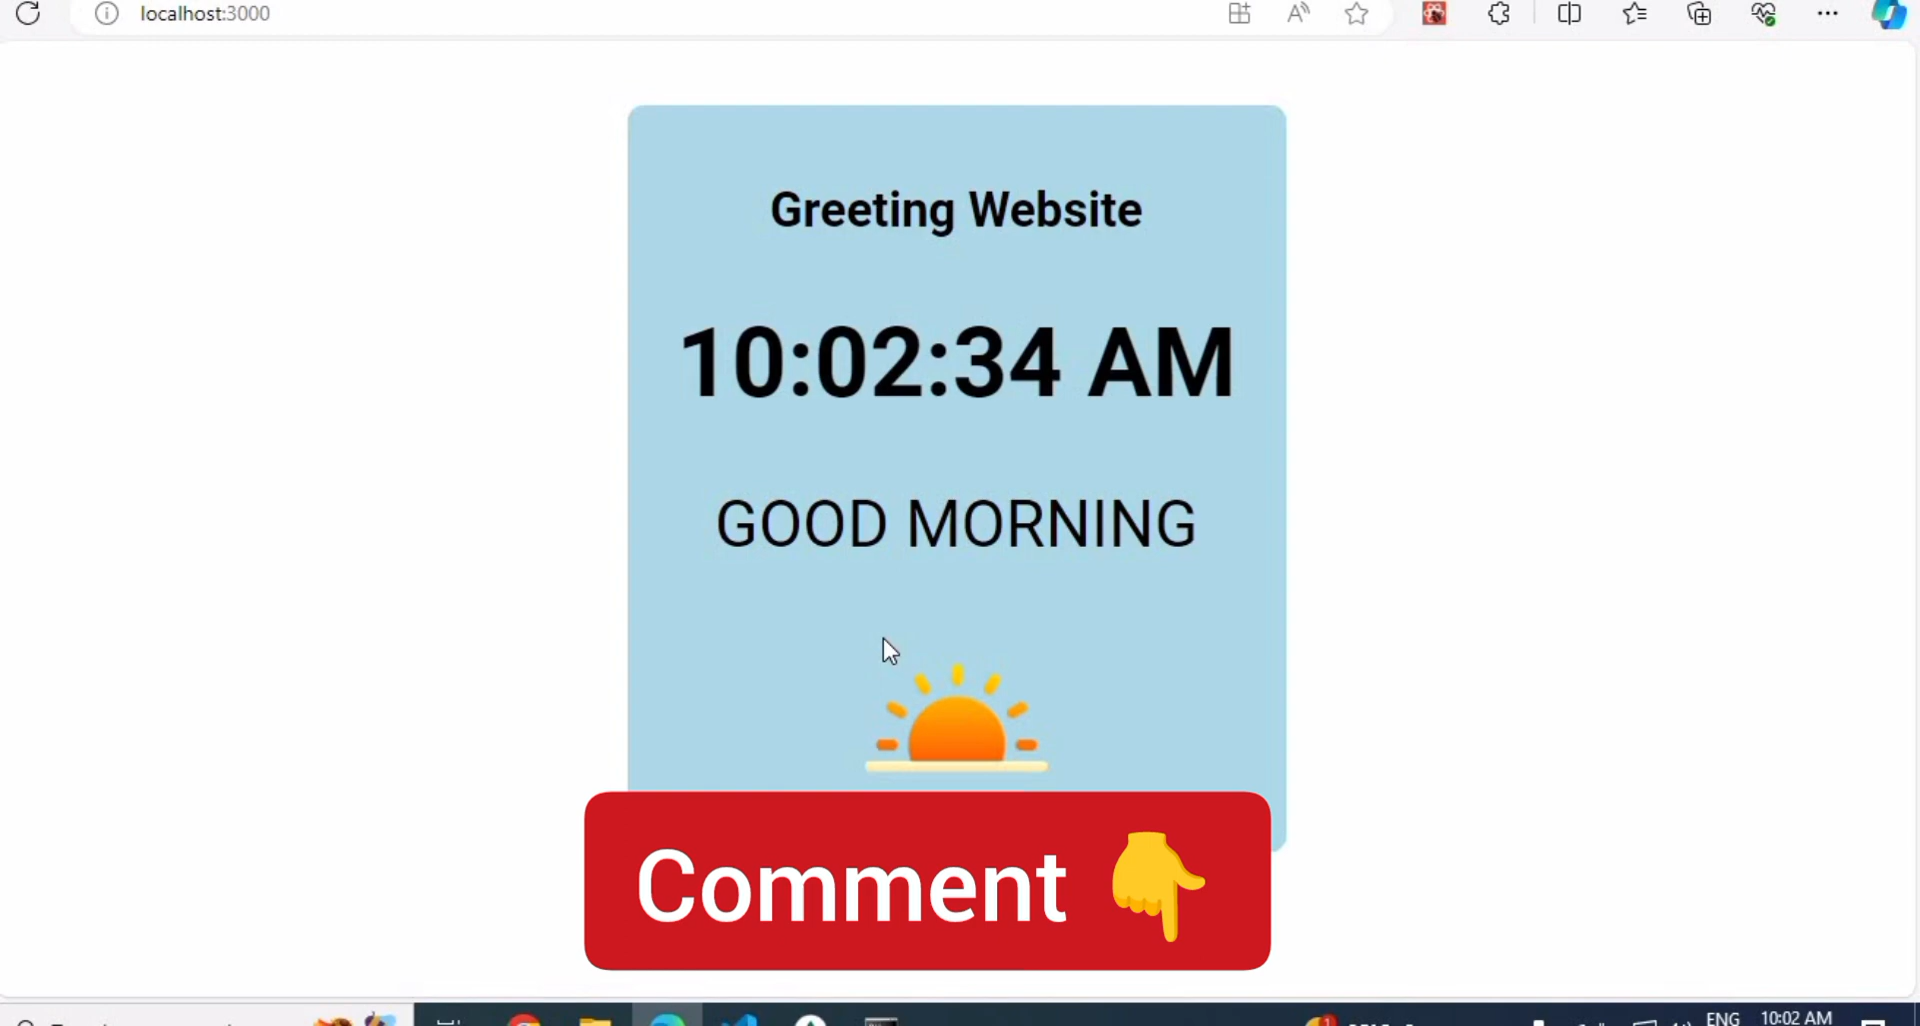 localhost:3000
Greeting Website
10:02:34 AM
GOOD MORNING
Comment 👇
ENG
10:02 AM